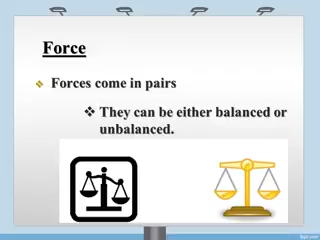 Force
Forces come in pairs
They can be either balanced or
unbalanced.